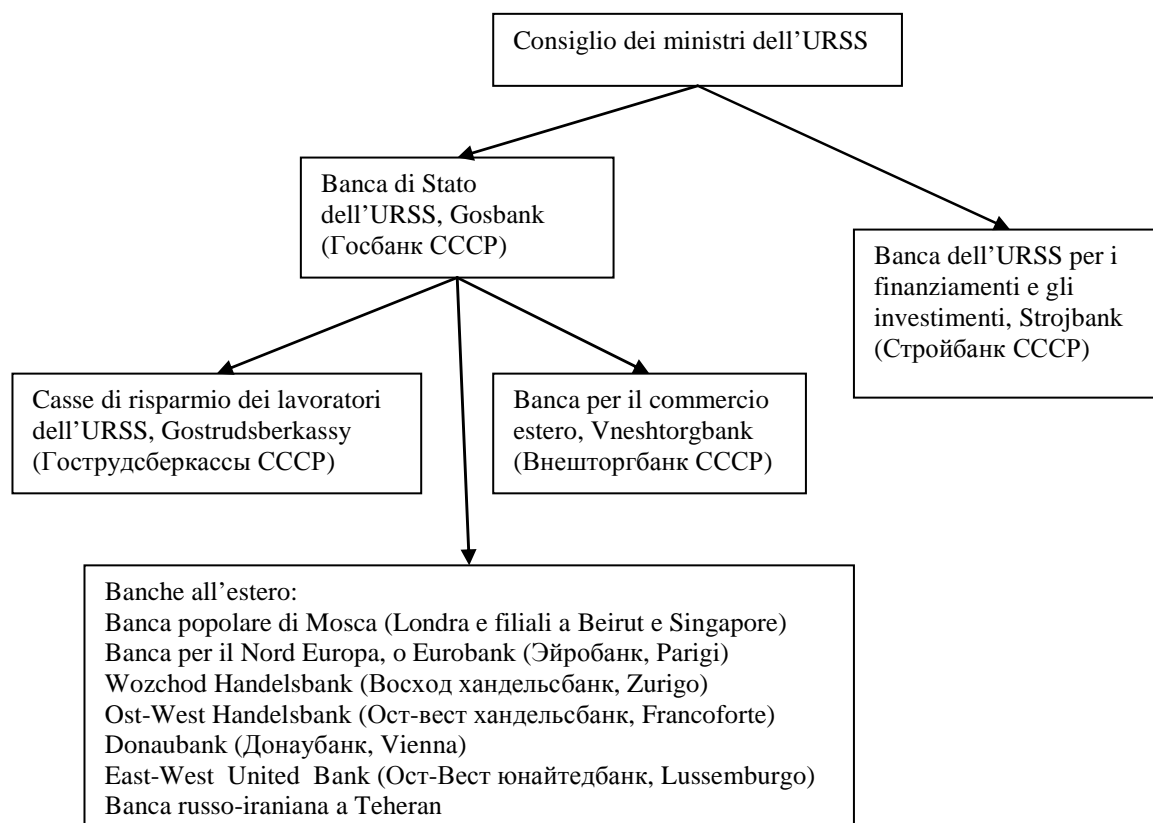 Consiglio dei ministri dell’URSS
Banca di Stato
dell’URSS, Gosbank
(Госбанк СССР)
Banca dell’URSS per i
finanziamenti e gli
investimenti, Strojbank
(Стройбанк СССР)
Casse di risparmio dei lavoratori
dell’URSS, Gostrudsberkassy
(Гострудсберкассы СССР)
Banca per il commercio
estero, Vneshtorgbank
(Внешторгбанк СССР)
Banche all’estero:
Banca popolare di Mosca (Londra e filiali a Beirut e Singapore)
Banca per il Nord Europa, o Eurobank (Эйробанк, Parigi)
Wozchod Handelsbank (Восход хандельсбанк, Zurigo)
Ost-West Handelsbank (Ост-вест хандельсбанк, Francoforte)
Donaubank (Донаубанк, Vienna)
East-West United Bank (Ост-Вест юнайтедбанк, Lussemburgo)
Banca russo-iraniana a Teheran